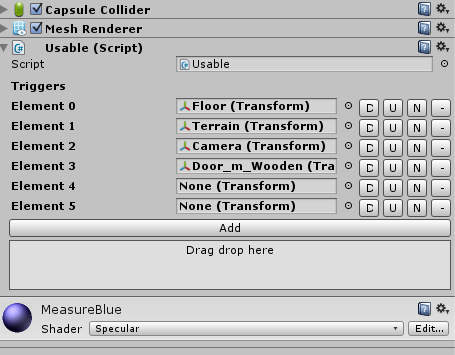 Capsule Collider
Mesh Renderer
Usable (Script)
Script Usable
Triggers
Element 0 Floor (Transform) D U N -
Element 1 Terrain (Transform) D U N -
Element 2 Camera (Transform) D U N -
Element 3 Door_m_Wooden (Tra D U N -
Element 4 None (Transform) D U N -
Element 5 None (Transform) D U N -
Add
Drag drop here
MeasureBlue
Shader Specular Edit...